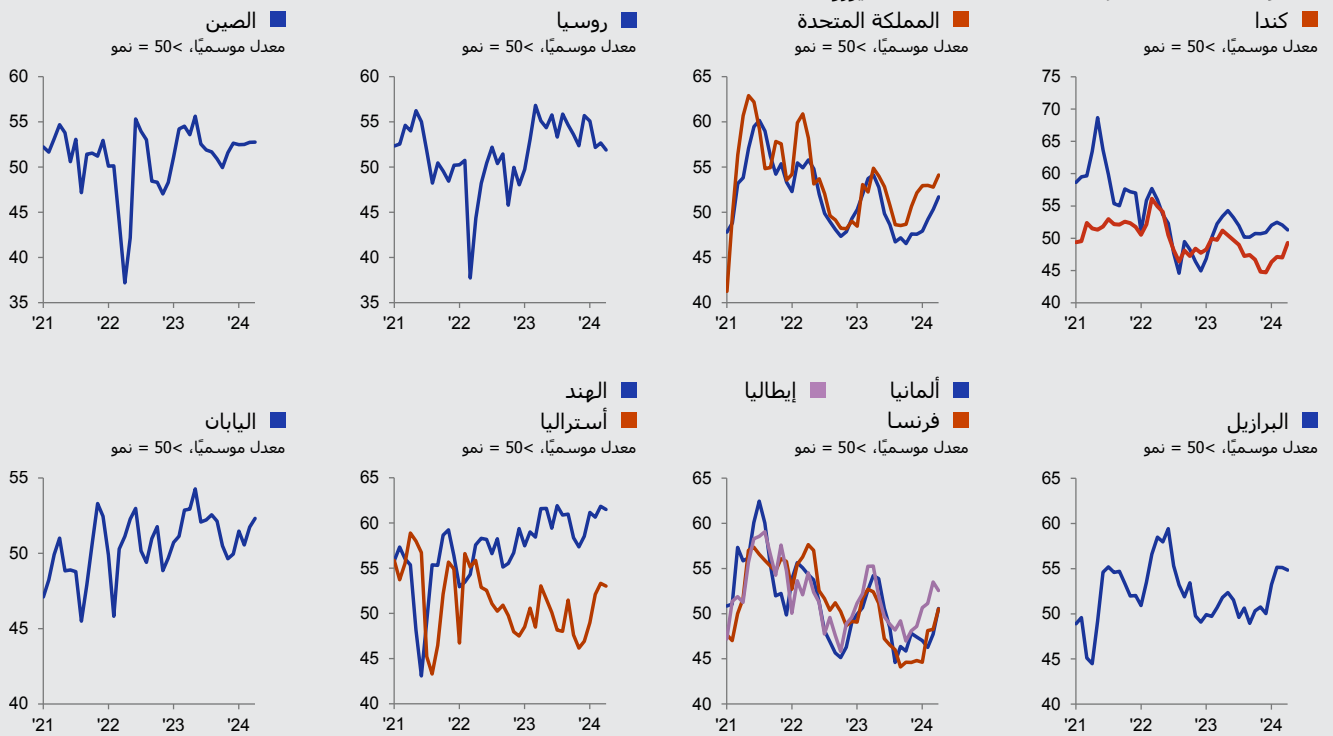 كندا
معدل موسميًا، >50 = نمو
75
70
65
60
55
50
45
40
'21 '22 '23 '24
المملكة المتحدة
معدل موسميًا، >50 = نمو
65
60
55
50
45
40
'21 '22 '23 '24
روسيا
معدل موسميًا، >50 = نمو
60
55
50
45
40
35
'21 '22 '23 '24
الصين
معدل موسميًا، >50 = نمو
60
55
50
45
40
35
'21 '22 '23 '24
البرازيل
معدل موسميًا، >50 = نمو
65
60
55
50
45
40
'21 '22 '23 '24
ألمانيا إيطاليا
فرنسا
معدل موسميًا، >50 = نمو
65
60
55
50
45
40
'21 '22 '23 '24
الهند
أستراليا
معدل موسميًا، >50 = نمو
65
60
55
50
45
40
'21 '22 '23 '24
اليابان
معدل موسميًا، >50 = نمو
55
50
45
40
'21 '22 '23 '24